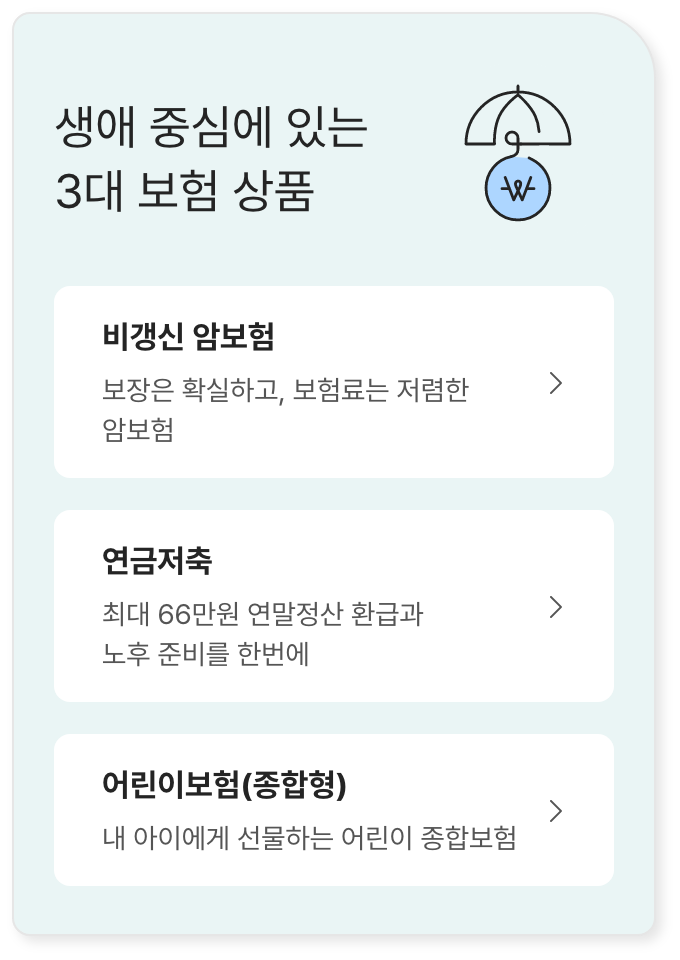 생애 중심에 있는
3대 보험 상품
₩
비갱신 암보험
보장은 확실하고, 보험료는 저렴한
암보험
연금저축
최대 66만원 연말정산 환급과
노후 준비를 한번에
어린이보험(종합형)
내 아이에게 선물하는 어린이 종합보험